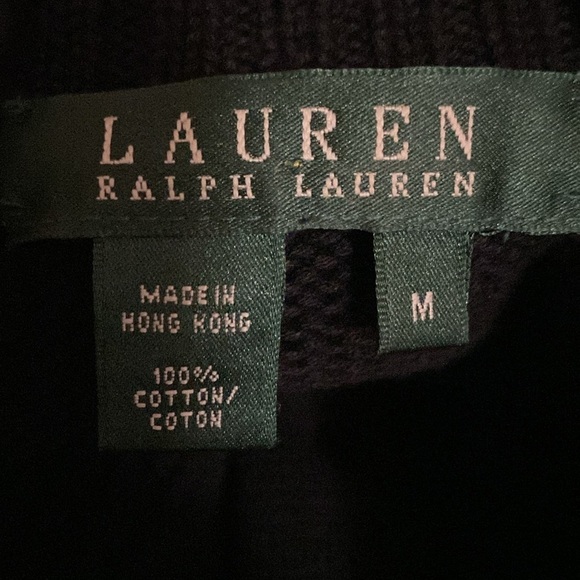 LAUREN
RALPH LAUREN
MADE IN
HONG KONG
100%
COTTON/
COTON
M